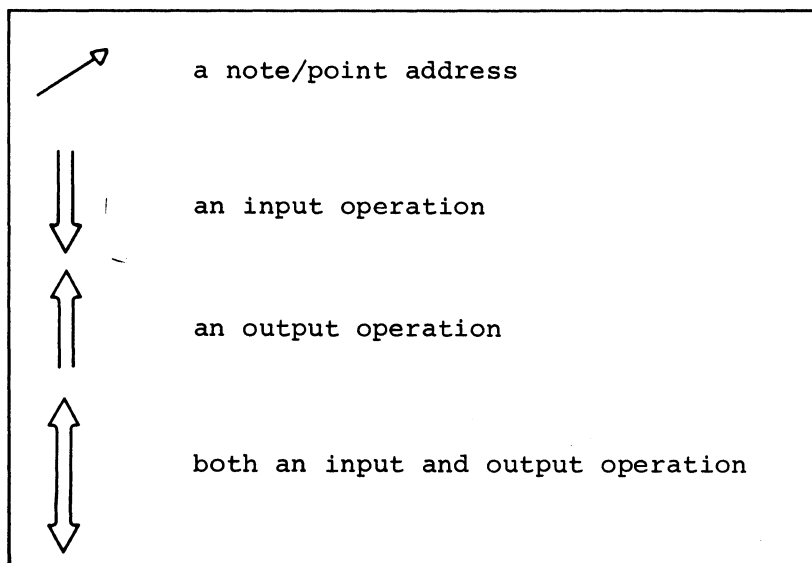 a note/point address
an input operation
an output operation
both an input and output operation